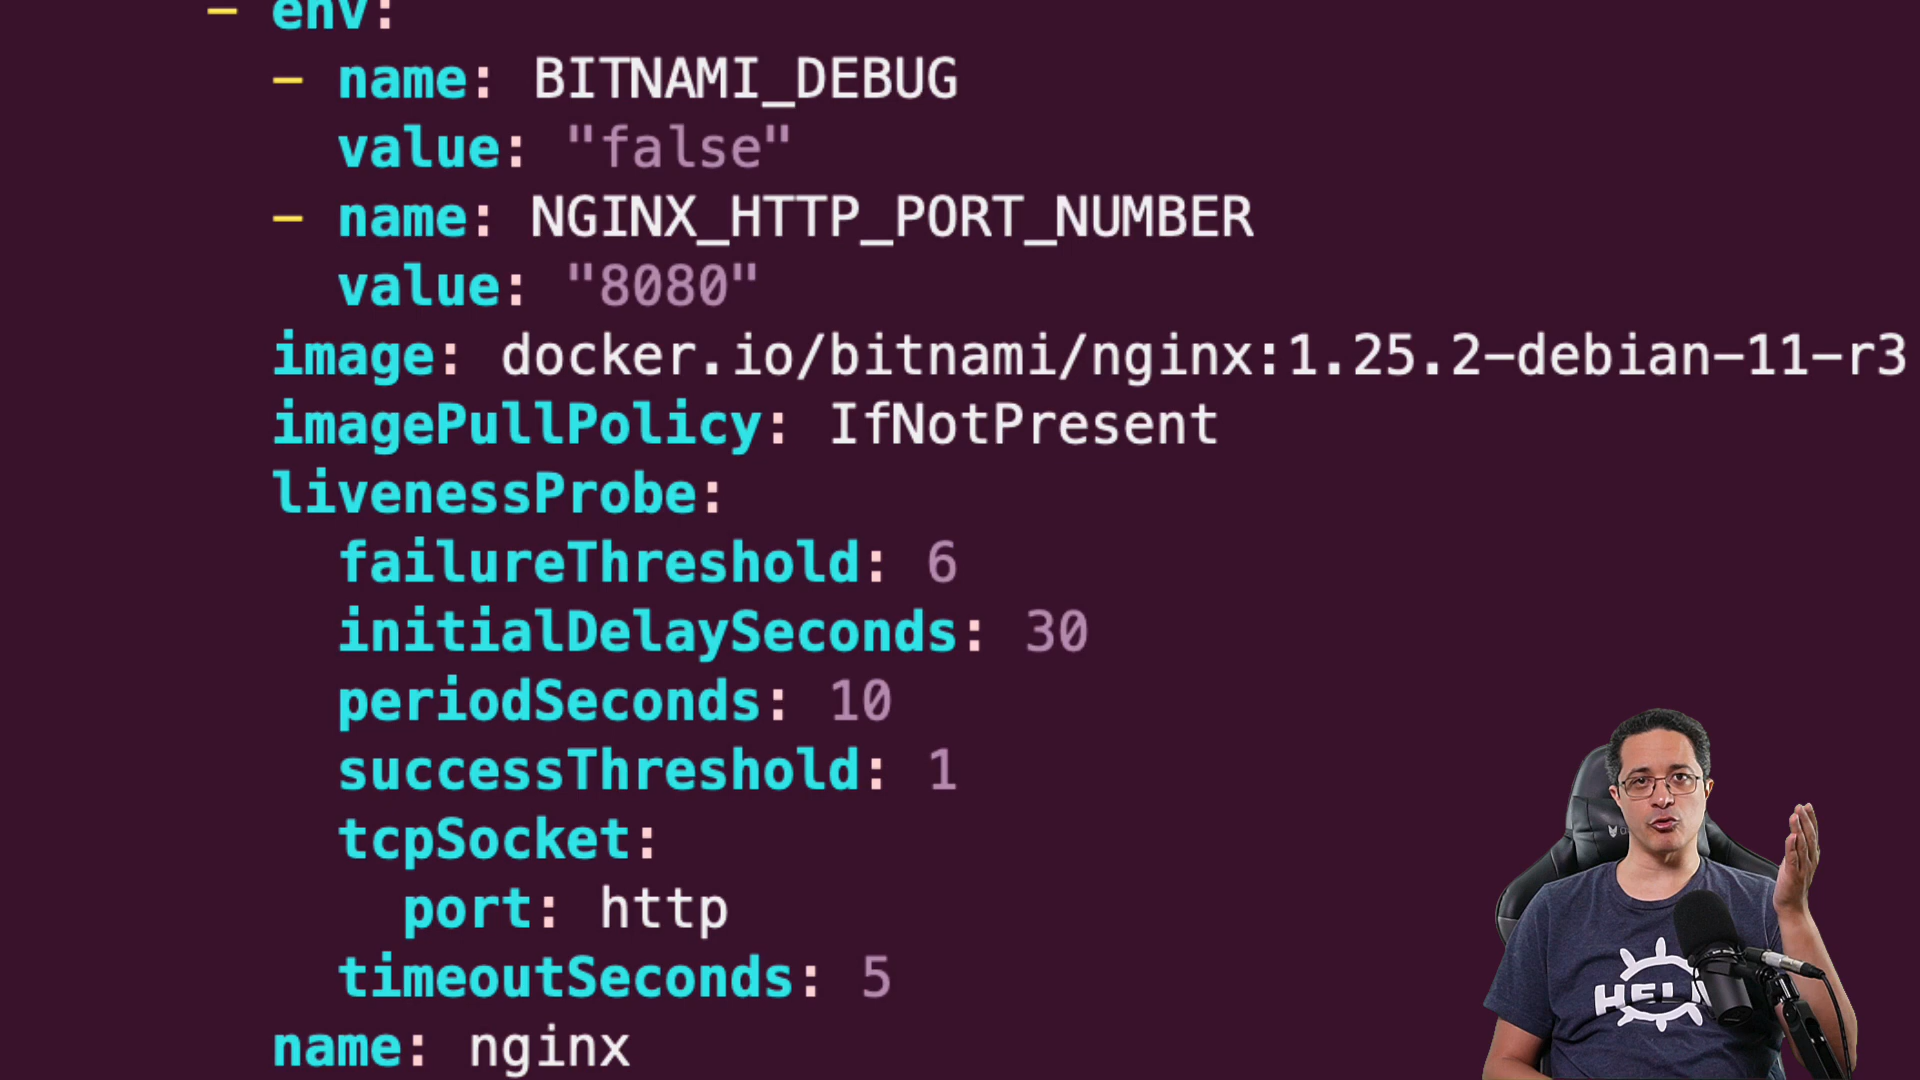 - env:
- name: BITNAMI_DEBUG
value: "false"
- name: NGINX_HTTP_PORT_NUMBER
value: "8080"
image: docker.io/bitnami/nginx:1.25.2-debian-11-r3
imagePullPolicy: IfNotPresent
livenessProbe:
failureThreshold: 6
initialDelaySeconds: 30
periodSeconds: 10
successThreshold: 1
tcpSocket:
port: http
timeoutSeconds: 5
name: nginx